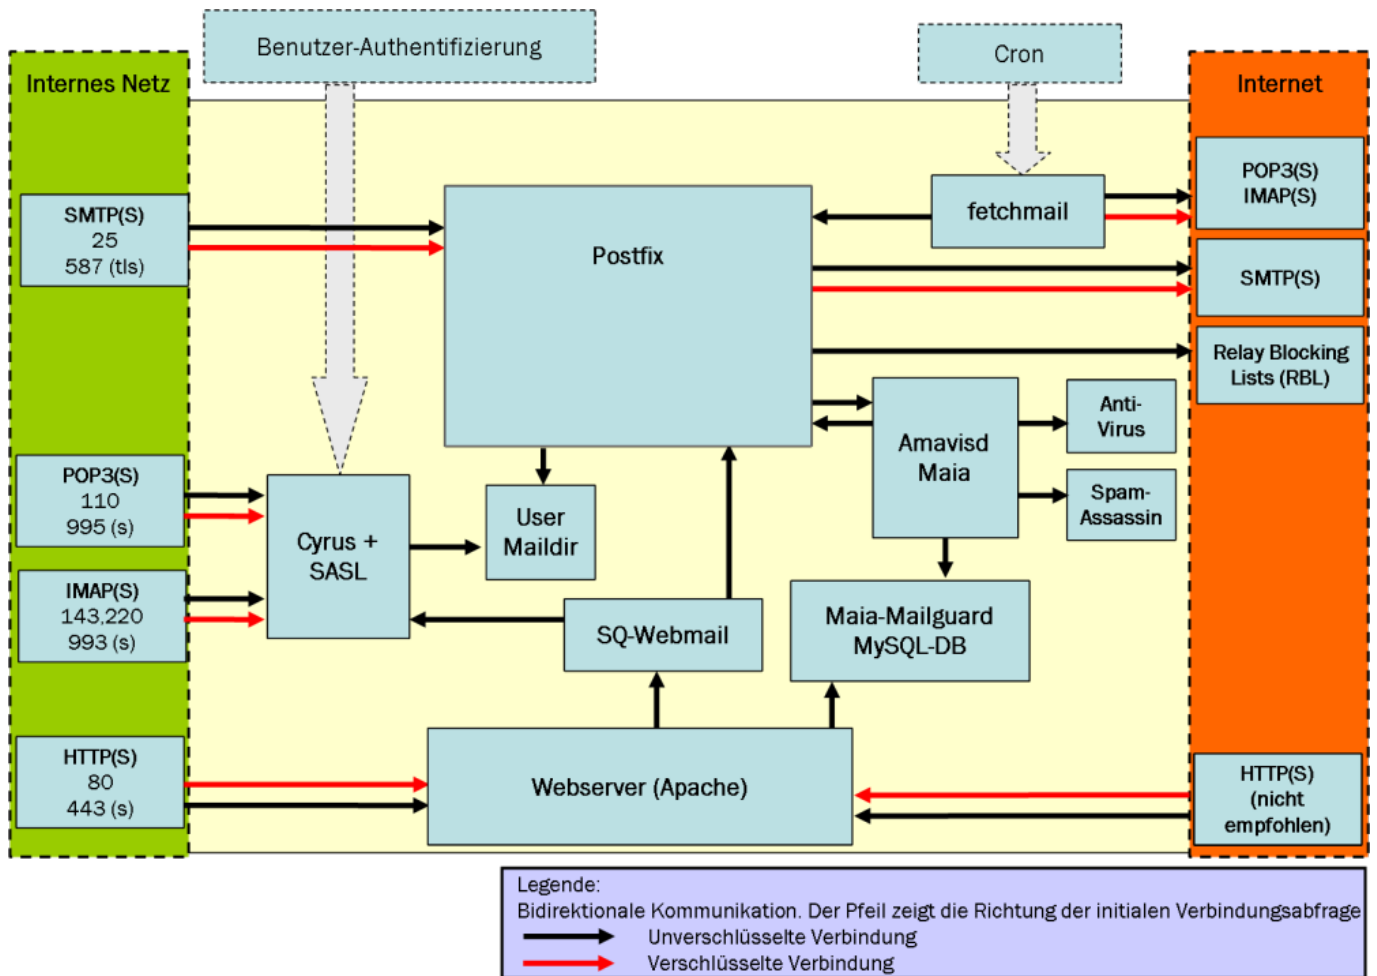 Benutzer-Authentifizierung
Cron
Internes Netz
Internet
SMTP(S)
25
587 (tls)
Postfix
fetchmail
POP3(S)
IMAP(S)
SMTP(S)
Relay Blocking
Lists (RBL)
Amavisd
Maia
Anti-
Virus
Spam-
Assassin
POP3(S)
110
995 (s)
Cyrus +
SASL
User
Maildir
IMAP(S)
143,220
993 (s)
SQ-Webmail
Maia-Mailguard
MySQL-DB
HTTP(S)
80
443 (s)
Webserver (Apache)
HTTP(S)
(nicht
empfohlen)
Legende:
Bidirektionale Kommunikation. Der Pfeil zeigt die Richtung der initialen Verbindungsabfrage
Unverschlüsselte Verbindung
Verschlüsselte Verbindung